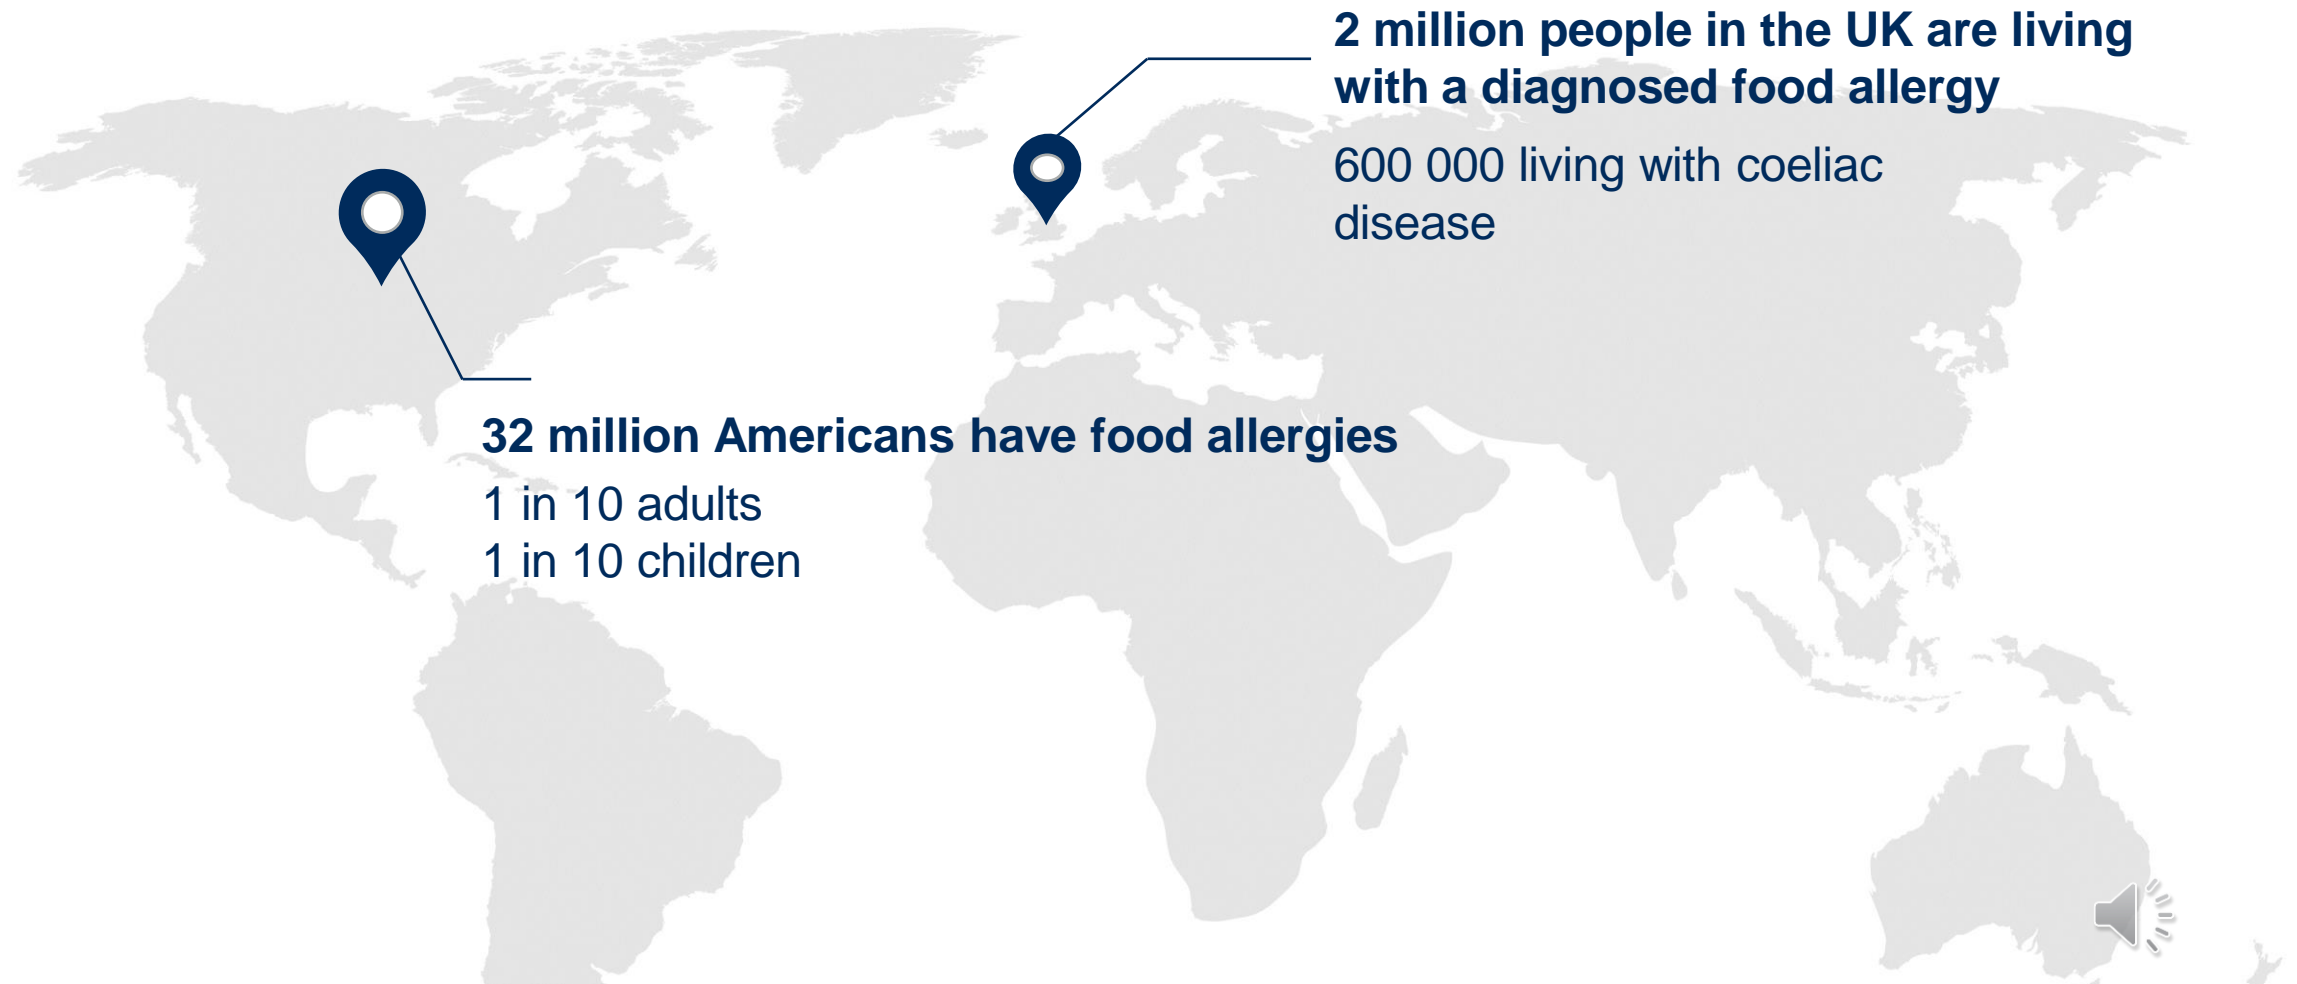 2 million people in the UK are living
with a diagnosed food allergy
600 000 living with coeliac
disease
32 million Americans have food allergies
1 in 10 adults
1 in 10 children